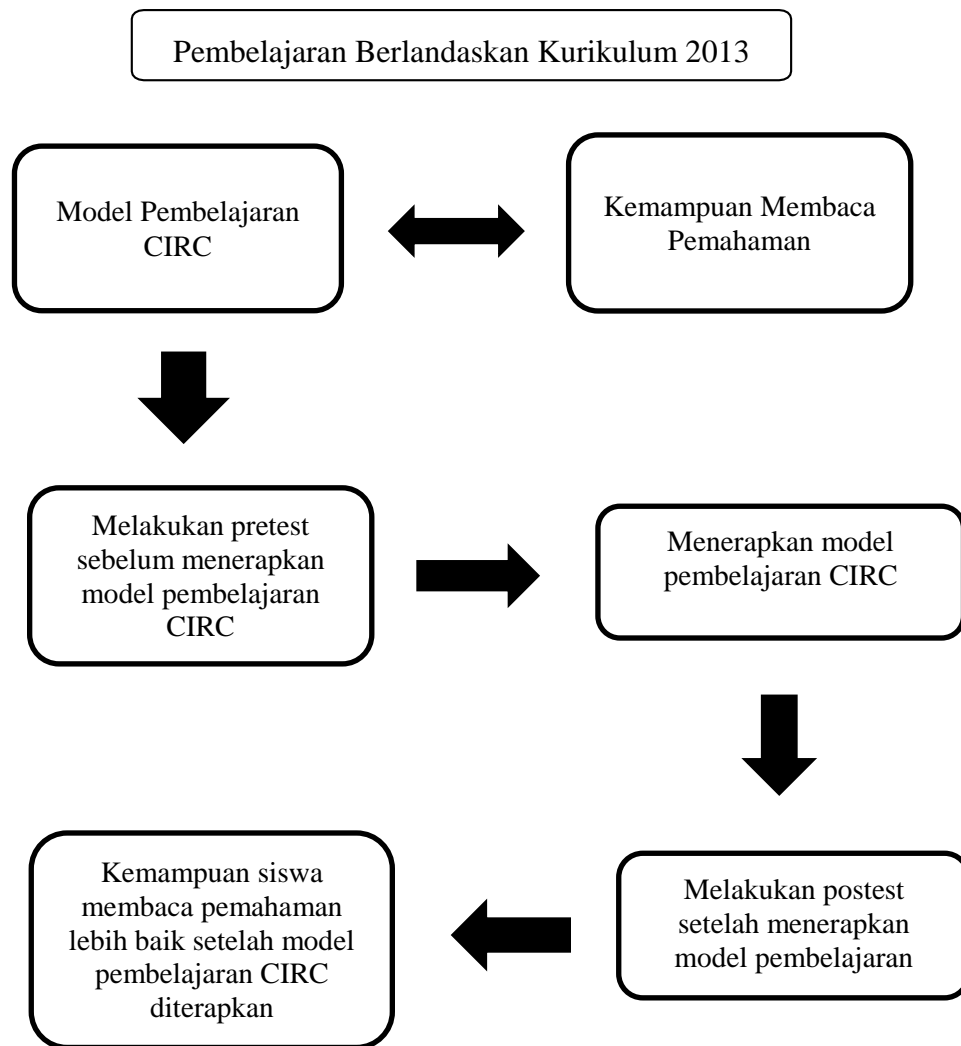 Pembelajaran Berlandaskan Kurikulum 2013
Model Pembelajaran
CIRC
Kemampuan Membaca
Pemahaman
Melakukan pretest
sebelum menerapkan
model pembelajaran
CIRC
Menerapkan model
pembelajaran CIRC
Kemampuan siswa
membaca pemahaman
lebih baik setelah model
pembelajaran CIRC
diterapkan
Melakukan postest
setelah menerapkan
model pembelajaran